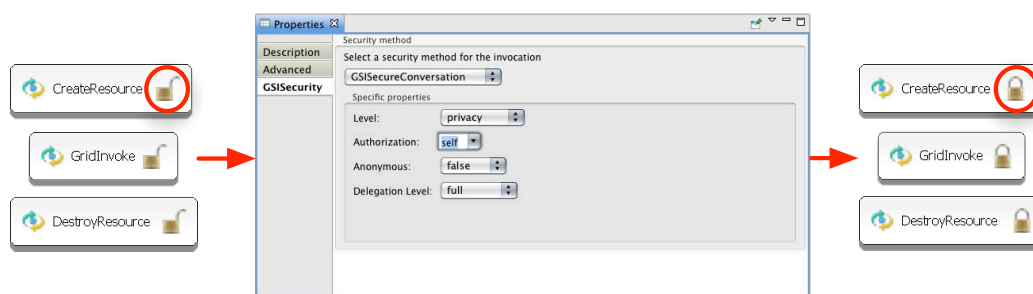 CreateResource
GridInvoke
DestroyResource
Properties
Description
Advanced
GSISecurity
Security method
Select a security method for the invocation
GSISecureConversation
Specific properties
Level: privacy
Authorization: self
Anonymous: false
Delegation Level: full
CreateResource
GridInvoke
DestroyResource